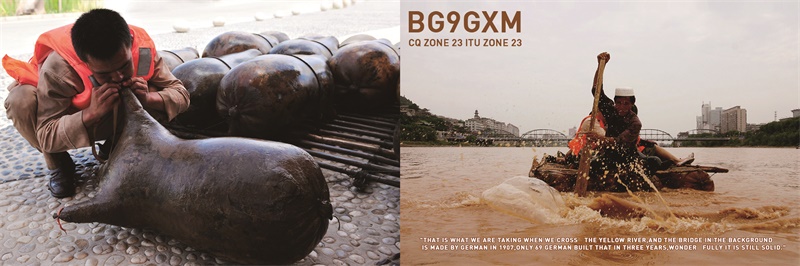 BG9GXM
CQ ZONE 23 ITU ZONE 23
"THAT IS WHAT WE ARE TAKING WHEN WE CROSS THE YELLOW RIVER,AND THE BRIDGE IN THE BACKGROUND
IS MADE BY GERMAN IN 1907,ONLY 69 GERMAN BUILT THAT IN THREE YEARS,WONDER FULLY IT IS STILL SOLID."